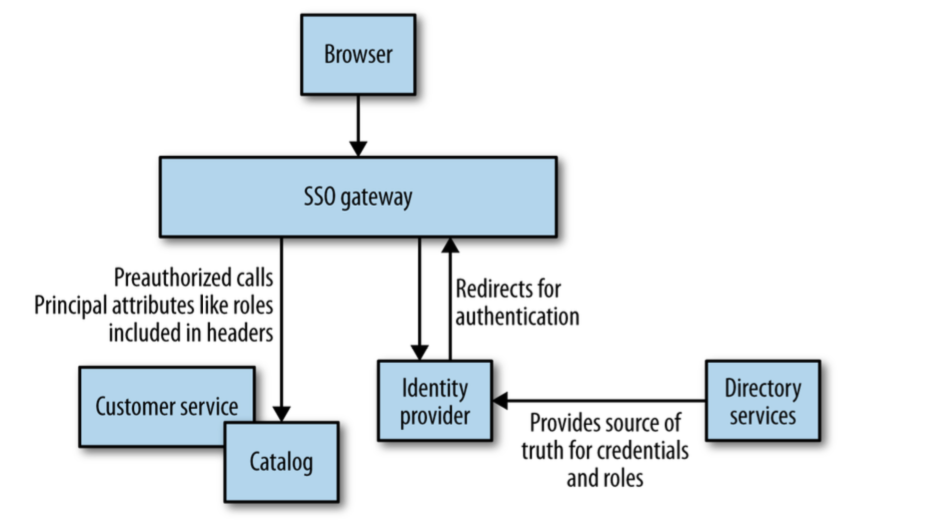 Browser
SSO gateway
Preauthorized calls
Principal attributes like roles
included in headers
Redirects for
authentication
Customer service
Catalog
Identity
provider
Provides source of
truth for credentials
and roles
Directory
services